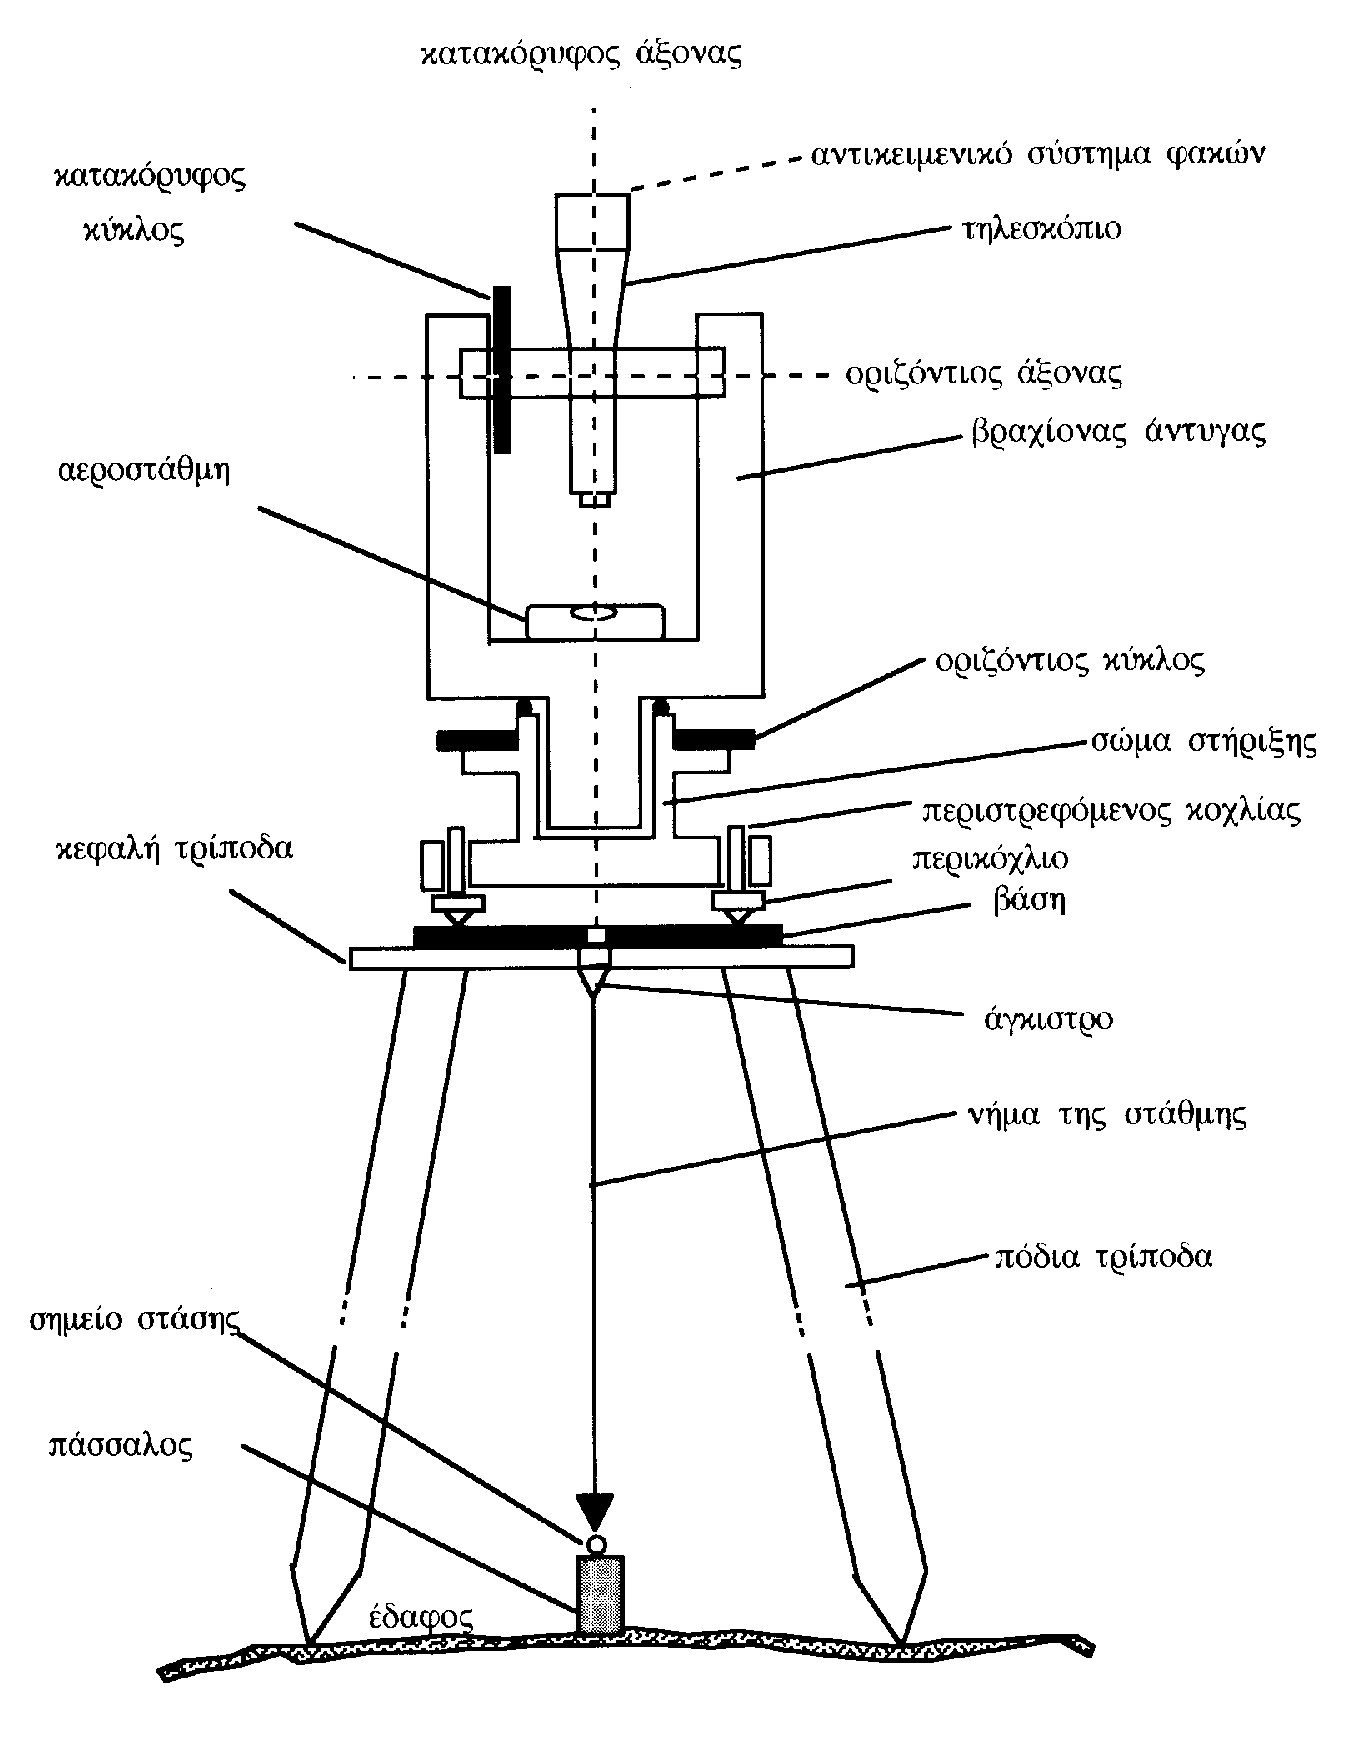 κατακόρυφος άξονας
αντικειμενικό σύστημα φακών
κατακόρυφος
κύκλος
τηλεσκόπιο
οριζόντιος άξονας
βραχίονας άντυγας
αεροστάθμη
οριζόντιος κύκλος
σώμα στήριξης
περιστρεφόμενος κοχλίας
κεφαλή τρίποδα
περικόχλιο
βάση
άγκιστρο
νήμα της στάθμης
πόδια τρίποδα
σημείο στάσης
πάσσαλος
έδαφος